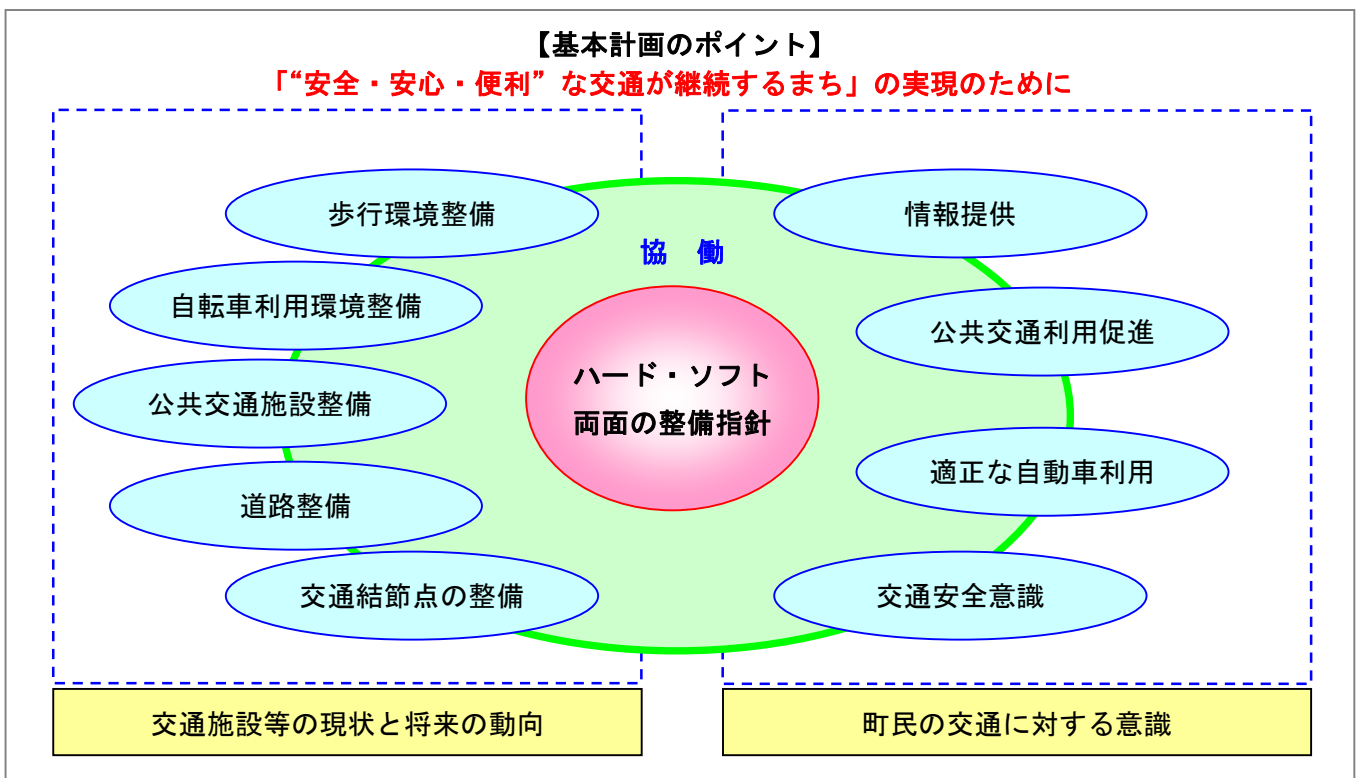 【基本計画のポイント】
「“安全・安心・便利”な交通が継続するまち」の実現のために
歩行環境整備
自転車利用環境整備
公共交通施設整備
道路整備
交通結節点の整備
協 働
ハード・ソフト
両面の整備指針
情報提供
公共交通利用促進
適正な自動車利用
交通安全意識
交通施設等の現状と将来の動向
町民の交通に対する意識